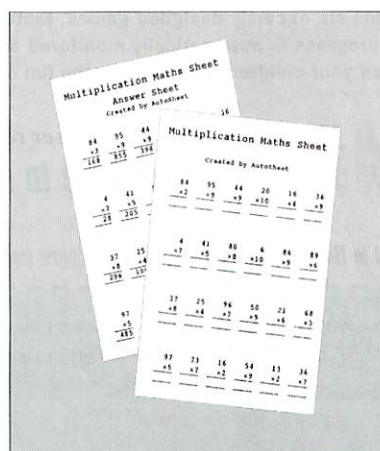 Multiplication Maths Sheet
Answer Sheet
Created by AutoSheet
84 95 44
×9 ×9
168 855 396
4 41
×7 ×5
28 205
37 25
×8 ×4
296
97
×5
485
36
Multiplication Maths Sheet
Created by AutoSheet
84 95 44 20 16 36
×2 ×9 ×9 ×10 ×4 ×9
4 41 80 6 86 89
×7 ×5 ×8 ×10 ×9 ×6
37 25 96 50 21 68
×8 ×4 ×7 ×9 ×6 ×3
97 73 16 54 13 36
×5 ×7 ×2 ×9 ×2 ×7